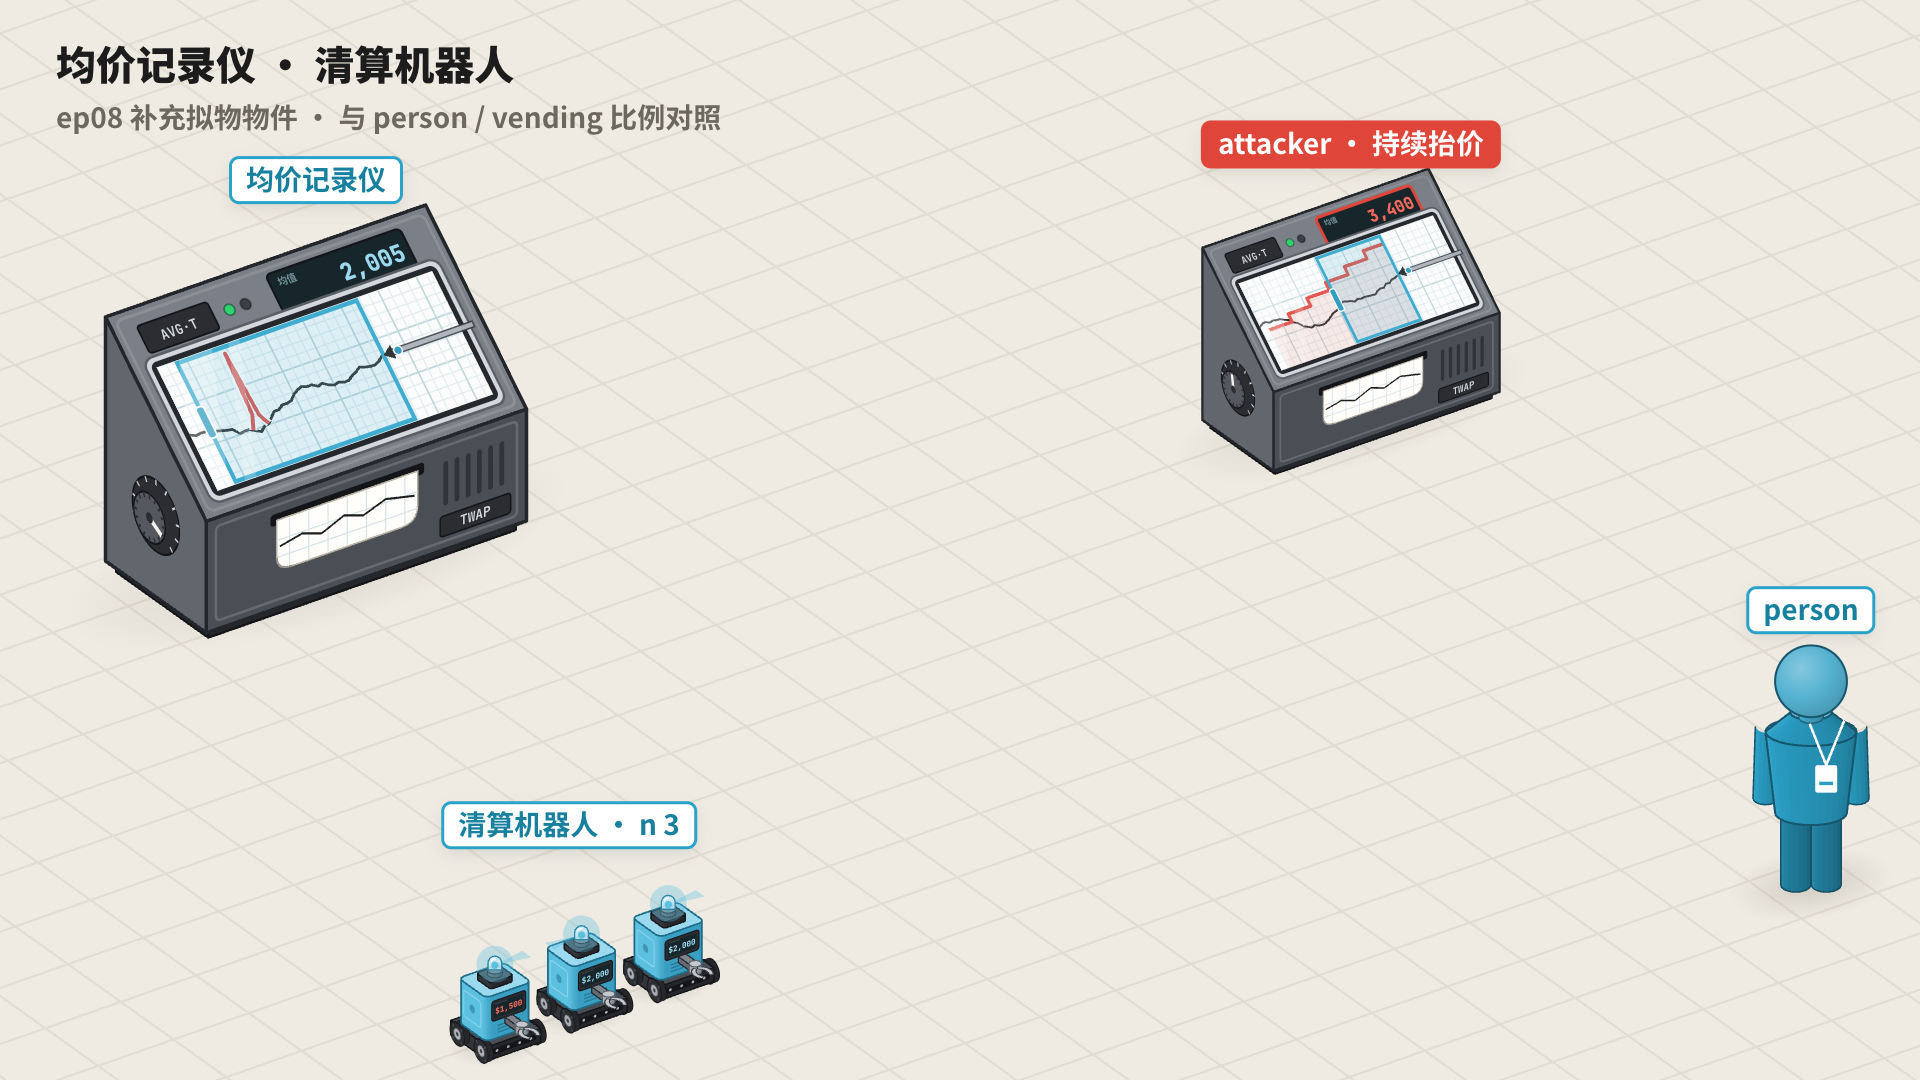 均价记录仪 · 清算机器人
ep08 补充拟物物件 · 与 person / vending 比例对照
均价记录仪
均值
2,005
AVG·T
TWAP
attacker · 持续抬价
均值
3,400
AVG·T
TWAP
person
清算机器人 · n 3
$1,500
$2,000
$2,000